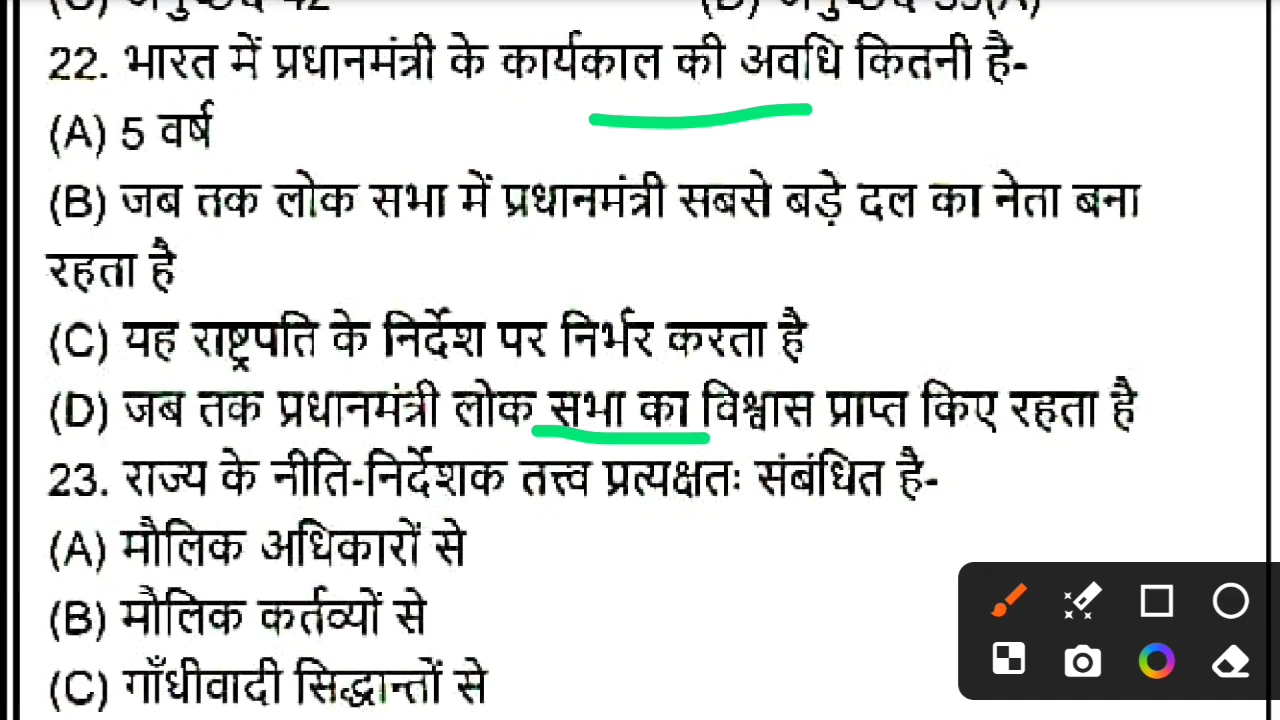 22. भारत में प्रधानमंत्री के कार्यकाल की अवधि कितनी है-
(A) 5 वर्ष
(B) जब तक लोक सभा में प्रधानमंत्री सबसे बड़े दल का नेता बना
रहता है
(C) यह राष्ट्रपति के निर्देश पर निर्भर करता है
(D) जब तक प्रधानमंत्री लोक सभा का विश्वास प्राप्त किए रहता है
23. राज्य के नीति-निर्देशक तत्त्व प्रत्यक्षतः संबंधित है-
(A) मौलिक अधिकारों से
(B) मौलिक कर्तव्यों से
(C) गाँधीवादी सिद्धान्तों से